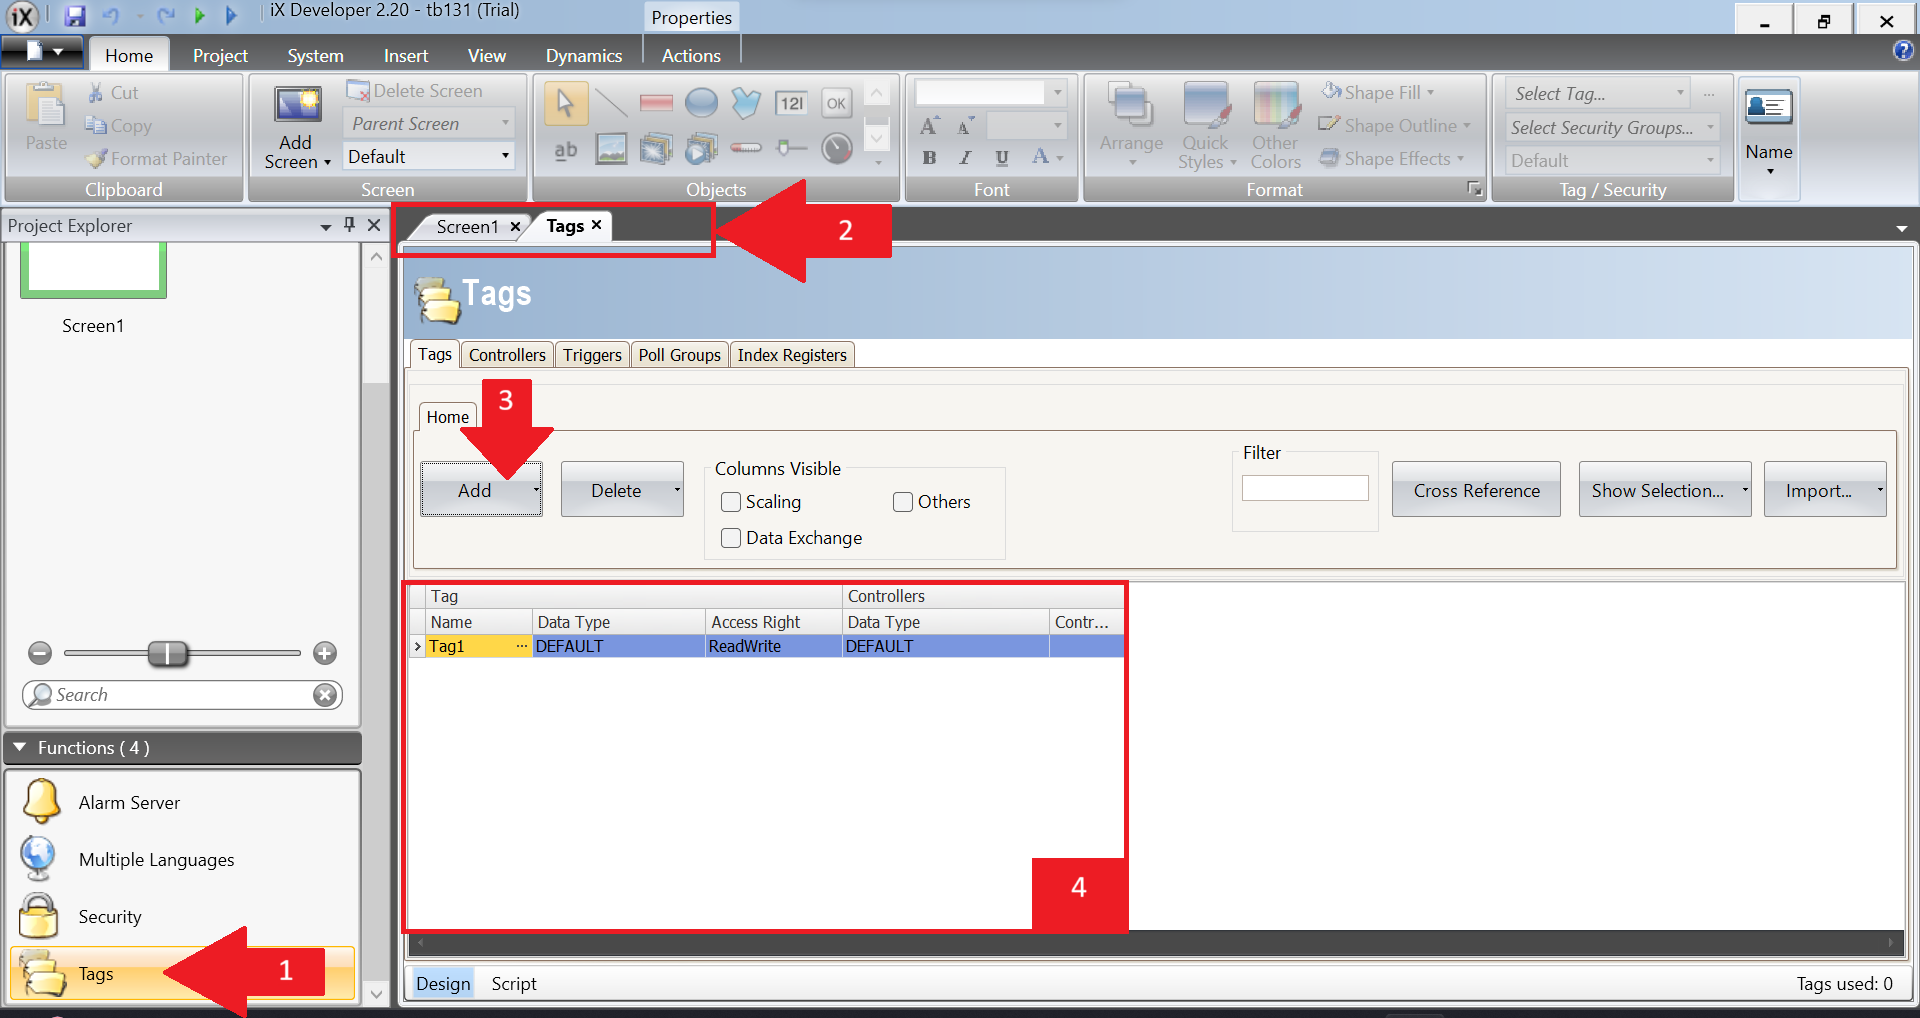 iX
iX Developer 2.20 - tb131 (Trial)
Properties
Home Project System Insert View Dynamics Actions
Paste
Cut
Copy
Format Painter
Clipboard
Add
Screen
Delete Screen
Parent Screen
Default
Screen
12I
OK
ab
Objects
A A
B I U A
Font
Arrange
Quick
Styles
Other
Colors
Shape Fill
Shape Outline
Shape Effects
Format
Select Tag... ...
Select Security Groups...
Default
Tag / Security
Name
Project Explorer
Screen1
Search
Functions ( 4 )
Alarm Server
Multiple Languages
Security
Tags
1
Screen1 Tags
2
Tags
Tags Controllers Triggers Poll Groups Index Registers
Home
3
Add
Delete
Columns Visible
Scaling Others
Data Exchange
Filter
Cross Reference
Show Selection...
Import...
Tag Controllers
Name Data Type Access Right Data Type Contr...
Tag1 ... DEFAULT ReadWrite DEFAULT
4
Design Script
Tags used: 0